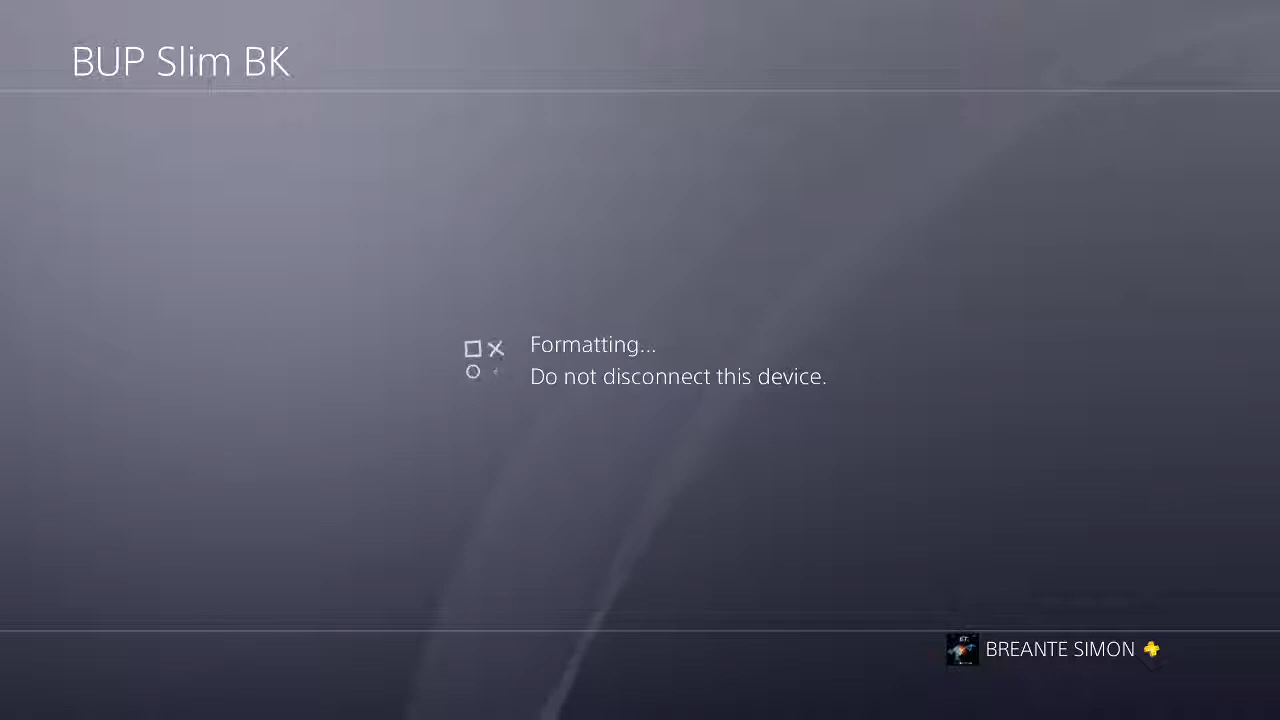 BUP Slim BK
Formatting...
Do not disconnect this device.
BREANTE SIMON